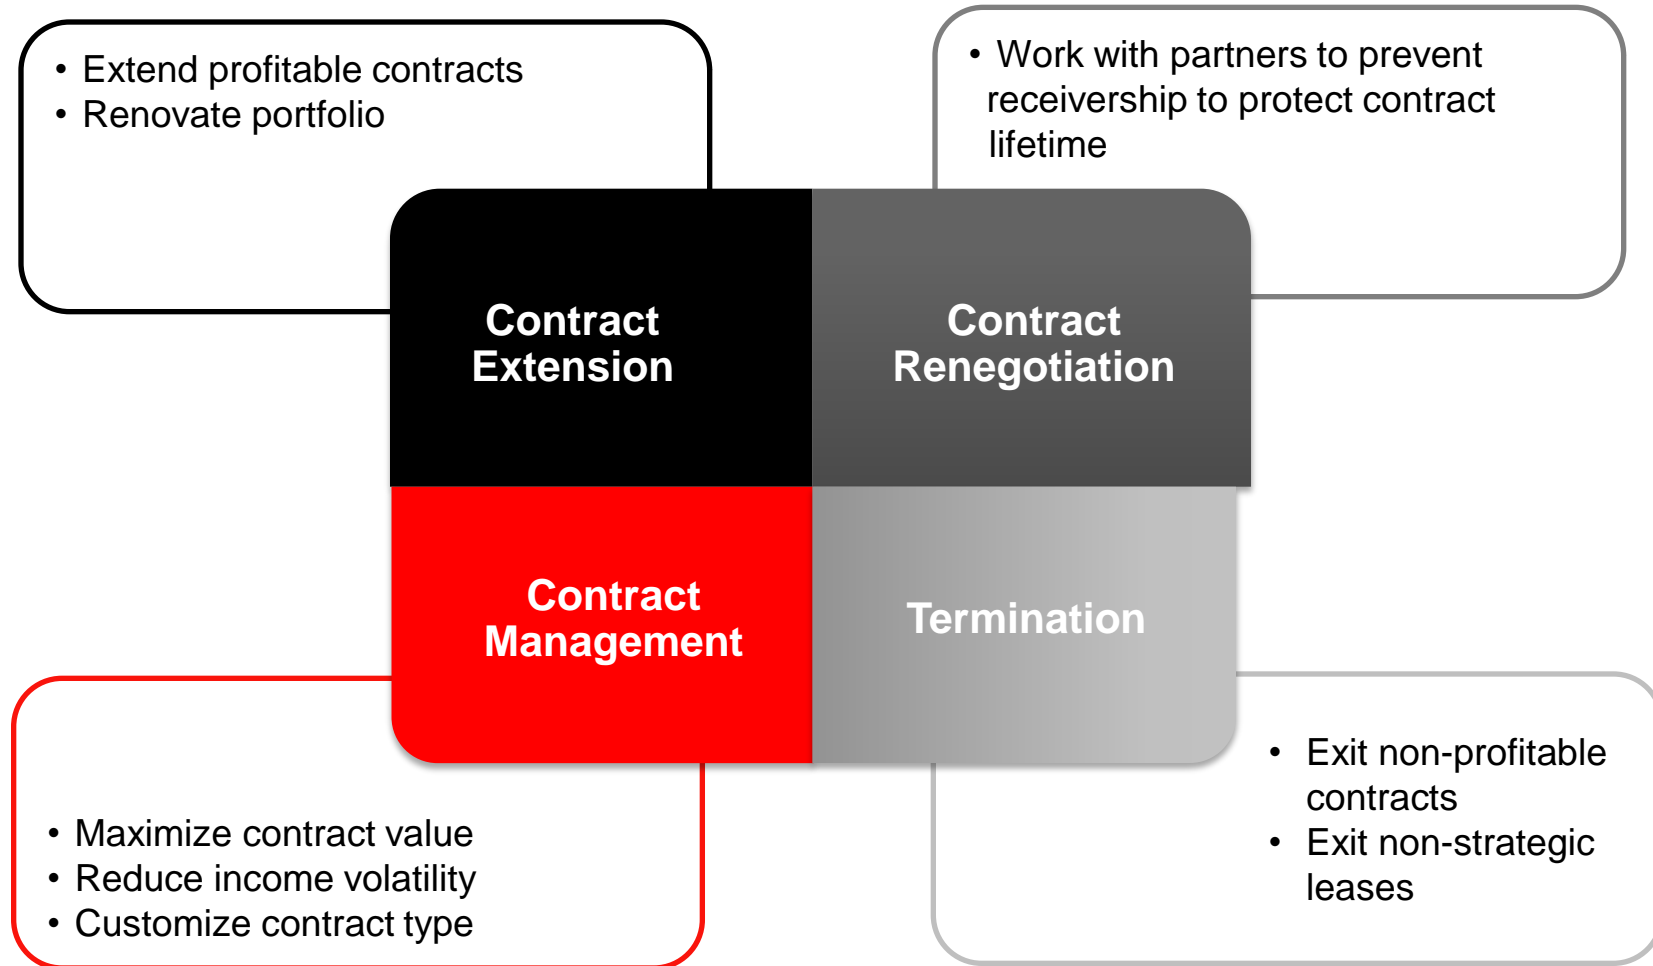 • Extend profitable contracts
• Renovate portfolio
• Work with partners to prevent
receivership to protect contract
lifetime
Contract
Extension
Contract
Renegotiation
Contract
Management
Termination
• Maximize contract value
• Reduce income volatility
• Customize contract type
• Exit non-profitable
contracts
• Exit non-strategic
leases